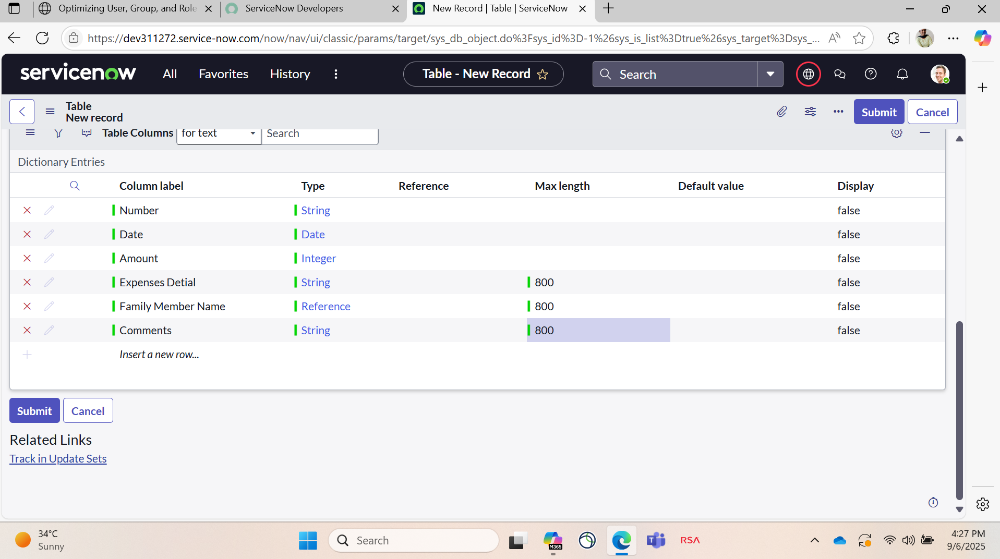 Optimizing User, Group, and Role
ServiceNow Developers
New Record | Table | ServiceNow
https://dev311272.service-now.com/now/nav/ui/classic/params/target/sys_db_object.do%3Fsys_id%3D-1%26sys_is_list%3Dtrue%26sys_target%3Dsys_...
servicenow
All
Favorites
History
Table - New Record
Search
Table
New record
Submit
Cancel
Table Columns
for text
Search
Dictionary Entries
Column label Type Reference Max length Default value Display
Number String false
Date Date false
Amount Integer false
Expenses Detial String 800 false
Family Member Name Reference 800 false
Comments String 800 false
Insert a new row...
Submit
Cancel
Related Links
Track in Update Sets
34°C
Sunny
Search
M365
RSA
4:27 PM
9/6/2025